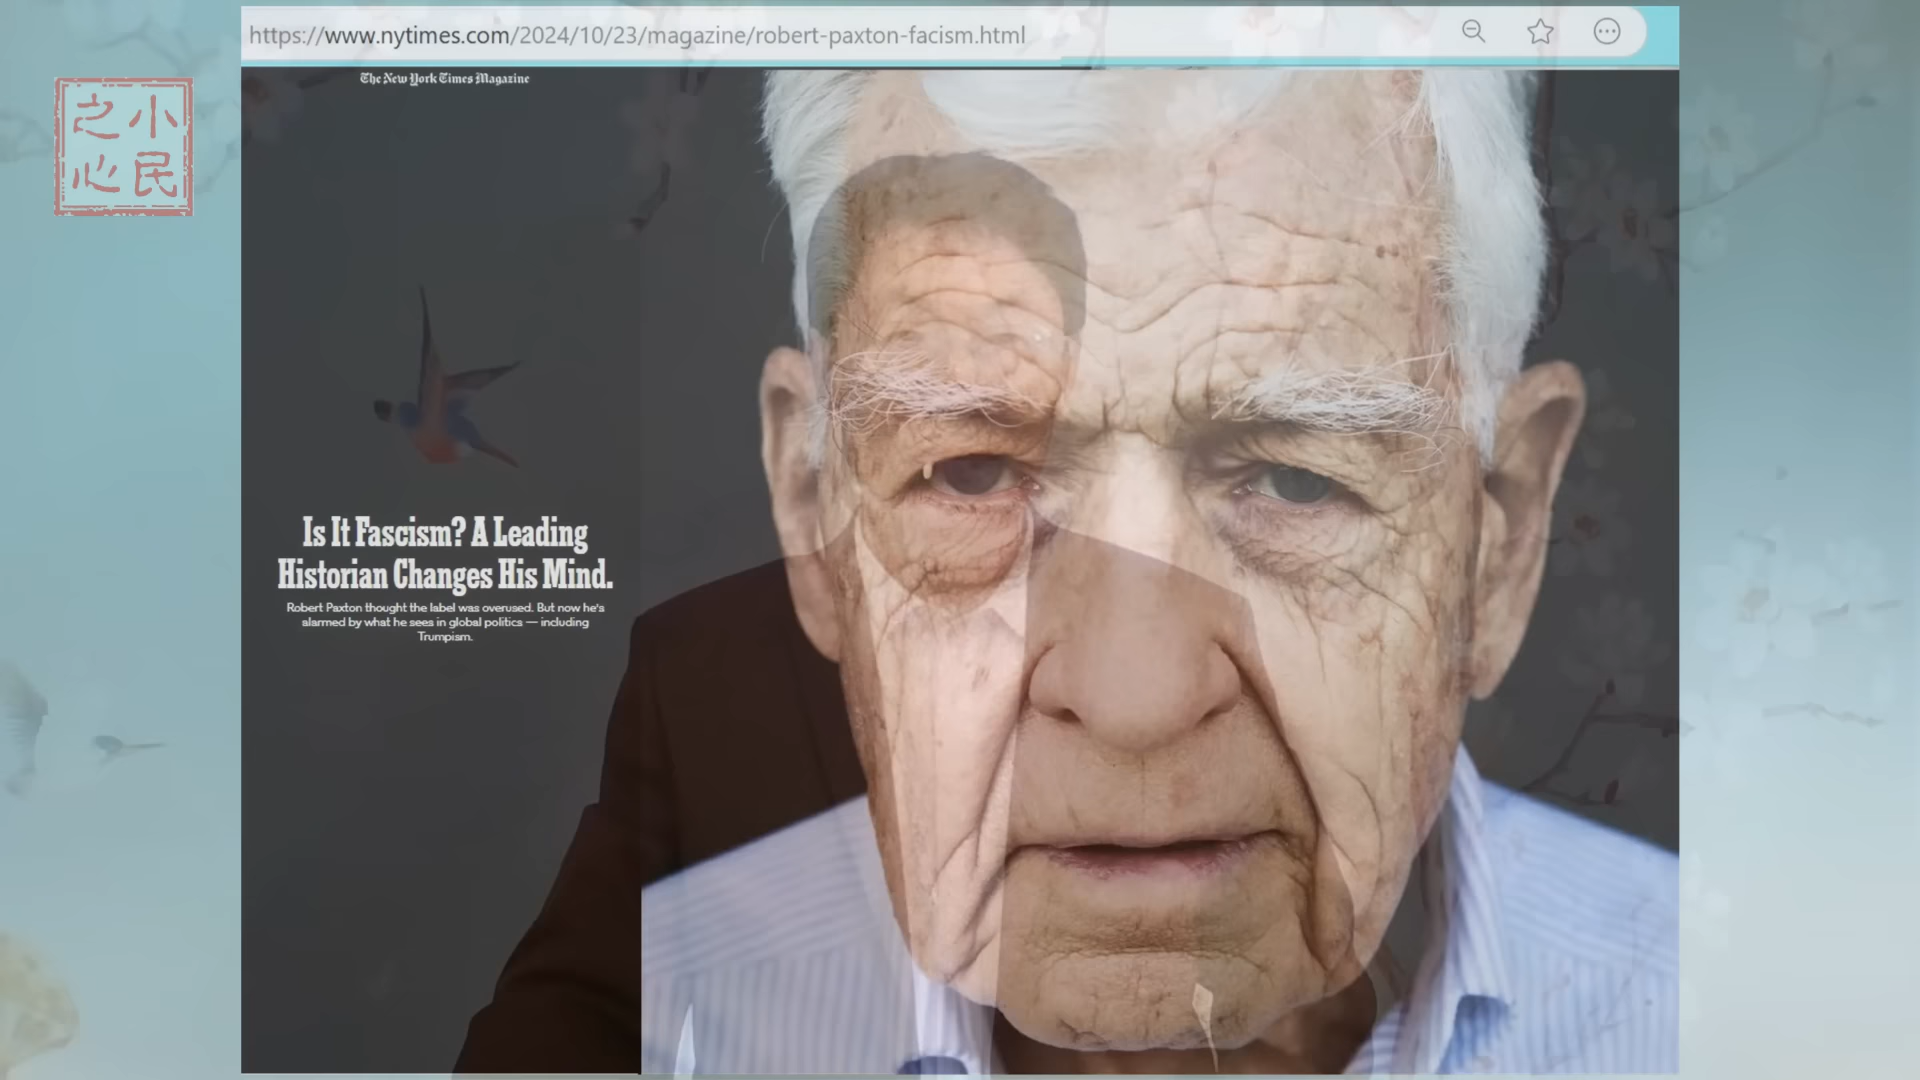 https://www.nytimes.com/2024/10/23/magazine/robert-paxton-facism.html
The New York Times Magazine
小民
之心
Is It Fascism? A Leading
Historian Changes His Mind.
Robert Paxton thought the label was overused. But now he's
alarmed by what he sees in global politics — including
Trumpism.